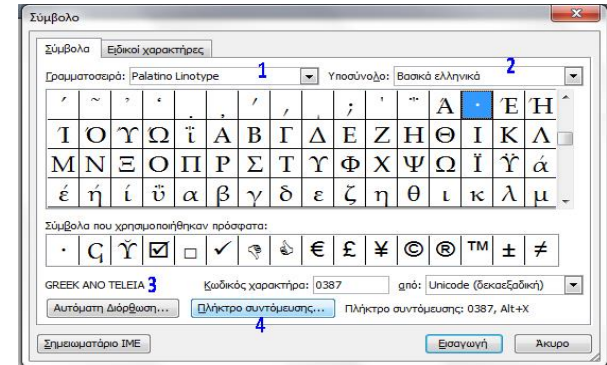 Σύμβολο
Σύμβολα Ειδικοί χαρακτήρες
Γραμματοσειρά: Palatino Linotype 1 Υποσύνολο: Βασικά ελληνικά 2
΄ ~ ᾿ ῾ . , ʹ ͵ ͺ ; ΄ ΅ Ά · Έ Ή
Ί Ό Ύ Ώ ΐ Α Β Γ Δ Ε Ζ Η Θ Ι Κ Λ
Μ Ν Ξ Ο Π Ρ Σ Τ Υ Φ Χ Ψ Ω Ϊ Ϋ ά
έ ή ί ΰ α β γ δ ε ζ η θ ι κ λ μ
Σύμβολα που χρησιμοποιήθηκαν πρόσφατα:
· Ϛ Ϋ ☑ □ ✓ 👎 👍 € £ ¥ © ® ™ ± ≠
GREEK ANO TELEIA 3 Κωδικός χαρακτήρα: 0387 από: Unicode (δεκαεξαδική)
Αυτόματη Διόρθωση... Πλήκτρο συντόμευσης... Πλήκτρο συντόμευσης: 0387, Alt+X
4
Σημειωματάριο IME Εισαγωγή Άκυρο